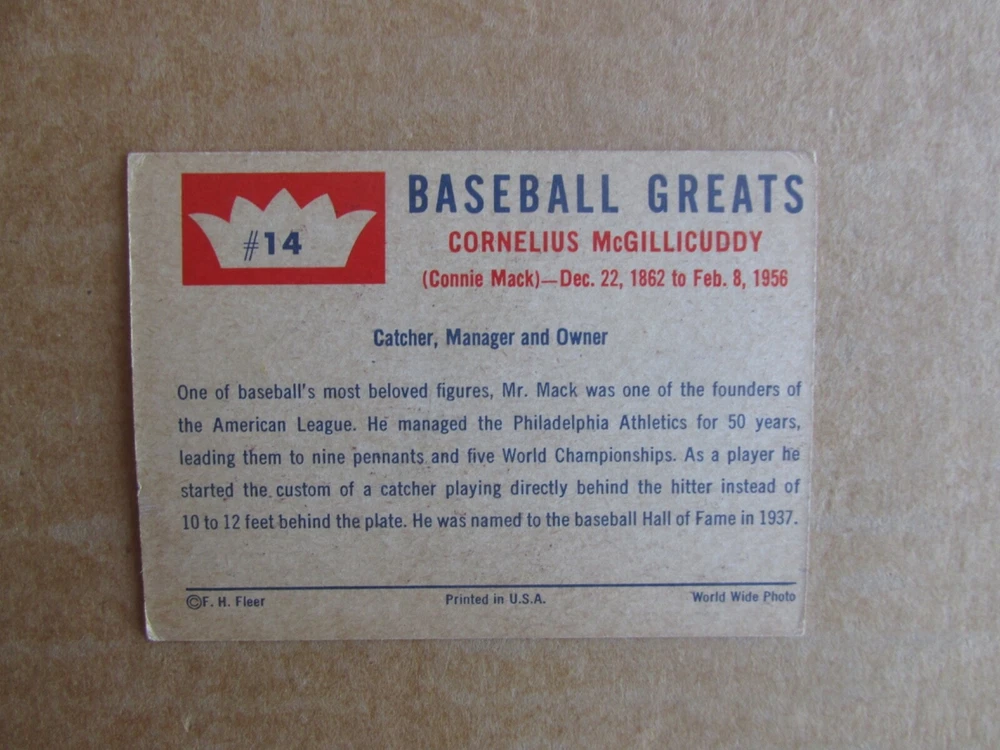 #14
BASEBALL GREATS
CORNELIUS McGILLICUDDY
(Connie Mack)—Dec. 22, 1862 to Feb. 8, 1956
Catcher, Manager and Owner
One of baseball's most beloved figures, Mr. Mack was one of the founders of
the American League. He managed the Philadelphia Athletics for 50 years,
leading them to nine pennants and five World Championships. As a player he
started the custom of a catcher playing directly behind the hitter instead of
10 to 12 feet behind the plate. He was named to the baseball Hall of Fame in 1937.
©F. H. Fleer Printed in U.S.A. World Wide Photo